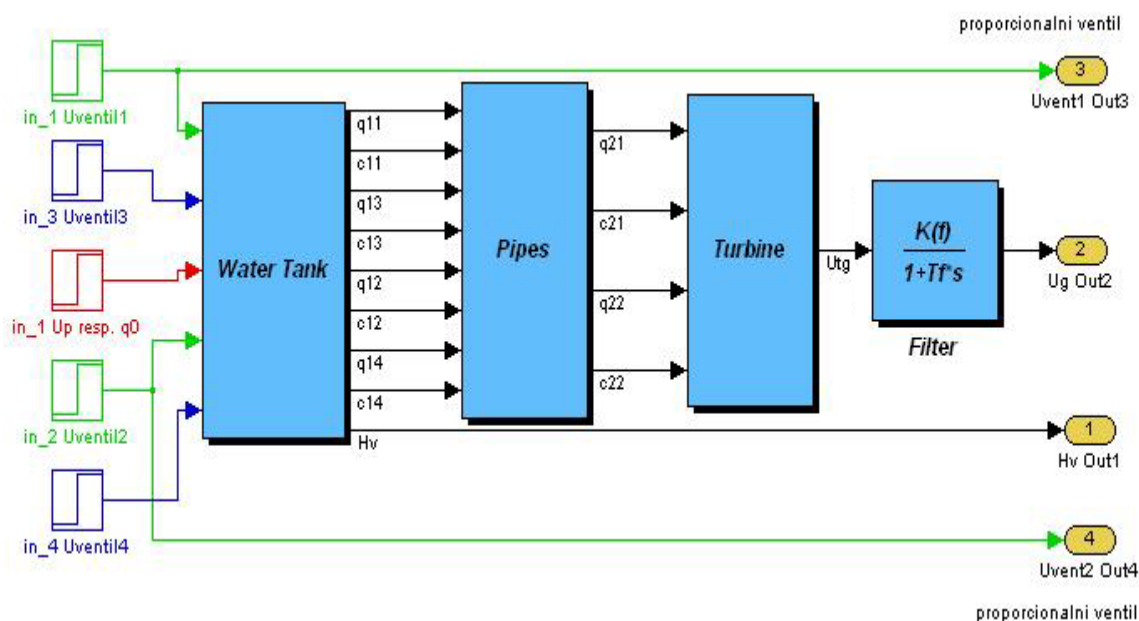 proporcionalni ventil
3
Uvent1 Out3
in_1 Uventil1
in_3 Uventil3
in_1 Up resp. q0
in_2 Uventil2
in_4 Uventil4
Water Tank
q11
c11
q13
c13
q12
c12
q14
c14
Hv
Pipes
q21
c21
q22
c22
Turbine
Utg
K(f)
1+Tf*s
Filter
2
Ug Out2
1
Hv Out1
4
Uvent2 Out4
proporcionalni ventil